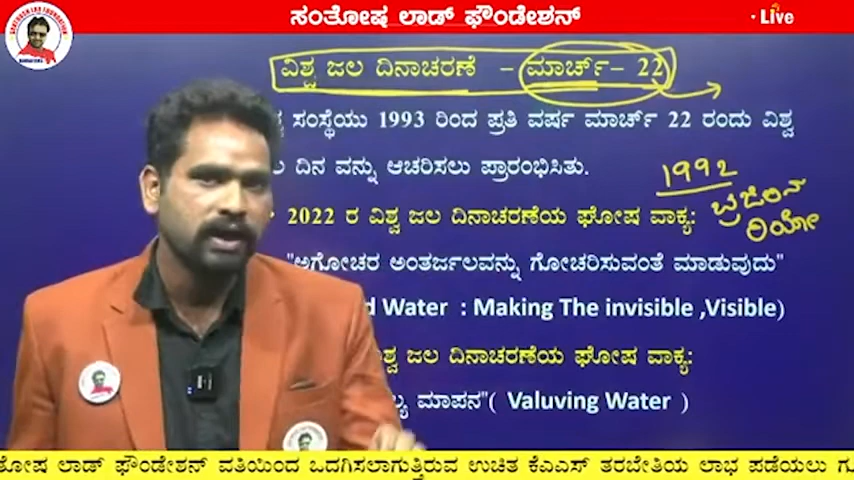 ಸಂತೋಷ ಲಾಡ್ ಫೌಂಡೇಶನ್
Live
ವಿಶ್ವ ಜಲ ದಿನಾಚರಣೆ – ಮಾರ್ಚ್– 22
ಸಂಸ್ಥೆಯು 1993 ರಿಂದ ಪ್ರತಿ ವರ್ಷ ಮಾರ್ಚ್ 22 ರಂದು ವಿಶ್ವ
ದಿನ ವನ್ನು ಆಚರಿಸಲು ಪ್ರಾರಂಭಿಸಿತು.
1992
ಬ್ರಜಿಲಿನ್
ರಿಯೋ
2022 ರ ವಿಶ್ವ ಜಲ ದಿನಾಚರಣೆಯ ಘೋಷ ವಾಕ್ಯ:
"ಅಗೋಚರ ಅಂತರ್ಜಲವನ್ನು ಗೋಚರಿಸುವಂತೆ ಮಾಡುವುದು"
Water : Making The invisible ,Visible)
ಜಲ ದಿನಾಚರಣೆಯ ಘೋಷ ವಾಕ್ಯ:
ಮಾಪನ"( Valuving Water )
ಲಾಡ್ ಫೌಂಡೇಶನ್ ವತಿಯಿಂದ ಒದಗಿಸಲಾಗುತ್ತಿರುವ ಉಚಿತ ಕೆಎಎಸ್ ತರಬೇತಿಯ ಲಾಭ ಪಡೆಯಲು